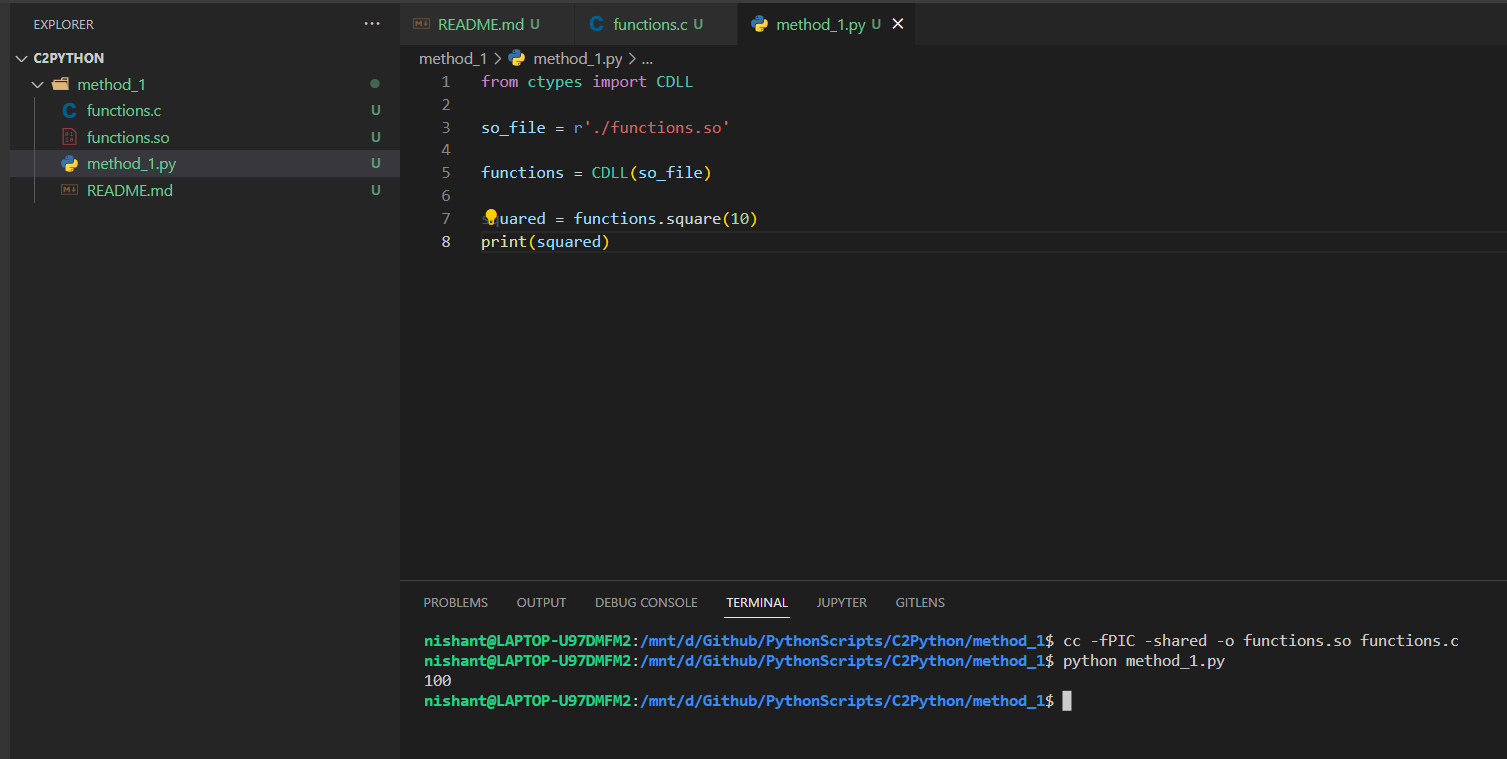 EXPLORER ···
C2PYTHON
method_1
functions.c U
functions.so U
method_1.py U
README.md U
README.md U functions.c U method_1.py U
method_1 > method_1.py > ...
1 from ctypes import CDLL
2
3 so_file = r'./functions.so'
4
5 functions = CDLL(so_file)
6
7 squared = functions.square(10)
8 print(squared)
PROBLEMS OUTPUT DEBUG CONSOLE TERMINAL JUPYTER GITLENS
nishant@LAPTOP-U97DMFM2:/mnt/d/Github/PythonScripts/C2Python/method_1$ cc -fPIC -shared -o functions.so functions.c
nishant@LAPTOP-U97DMFM2:/mnt/d/Github/PythonScripts/C2Python/method_1$ python method_1.py
100
nishant@LAPTOP-U97DMFM2:/mnt/d/Github/PythonScripts/C2Python/method_1$